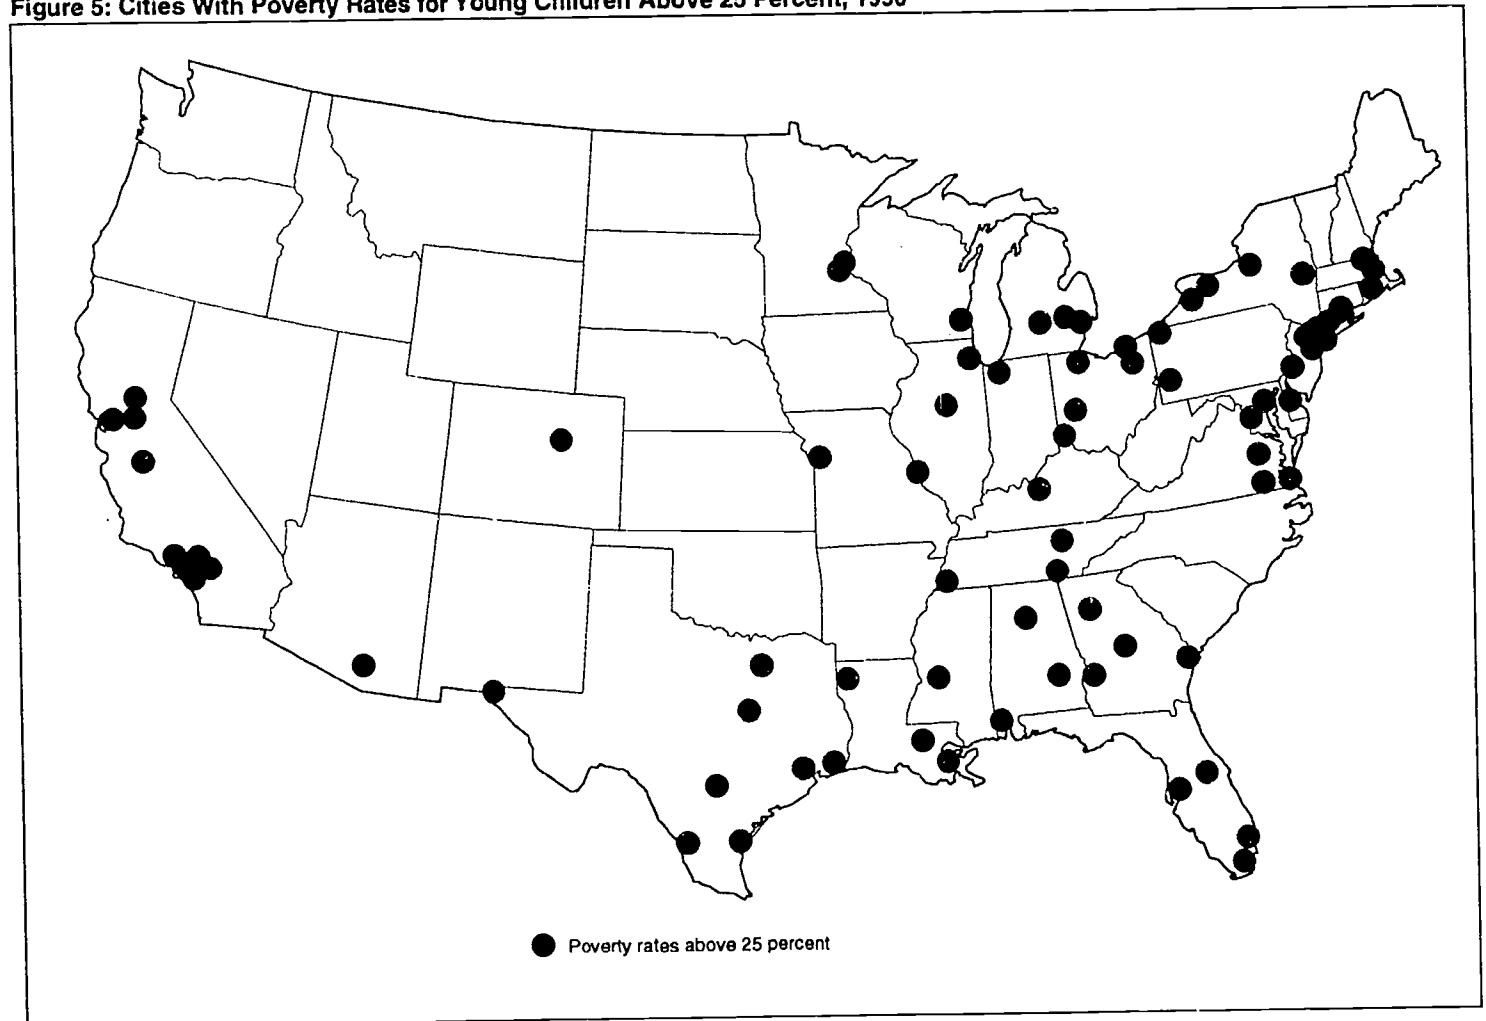 Figure 5: Cities With Poverty Rates for Young Children Above 25 Percent, 1990
Poverty rates above 25 percent